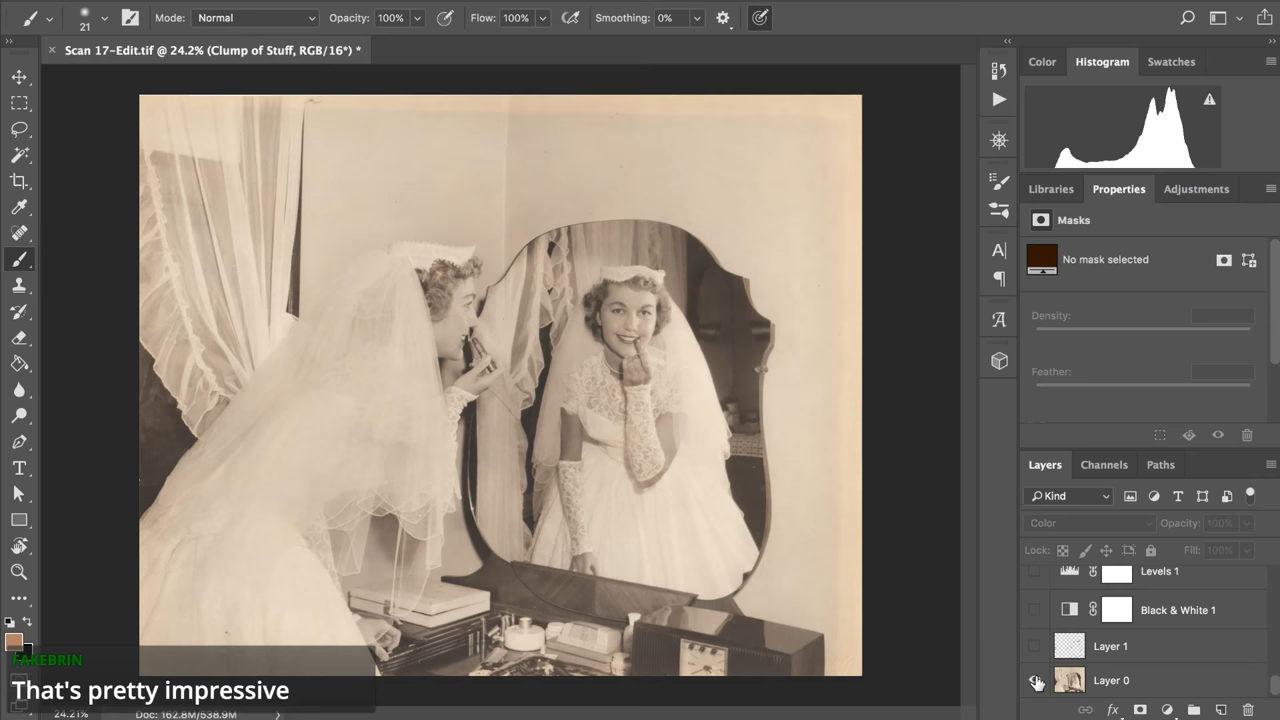 21
Mode: Normal
Opacity: 100%
Flow: 100%
Smoothing: 0%
Scan 17-Edit.tif @ 24.2% (Clump of Stuff, RGB/16*) *
Color
Histogram
Swatches
Libraries
Properties
Adjustments
Masks
No mask selected
Density:
Feather:
Layers
Channels
Paths
Kind
Color
Opacity: 100%
Lock:
Fill: 100%
Levels 1
Black & White 1
Layer 1
Layer 0
fx
FAKEBRIN
That's pretty impressive
24.21%
Doc: 162.8M/538.9M